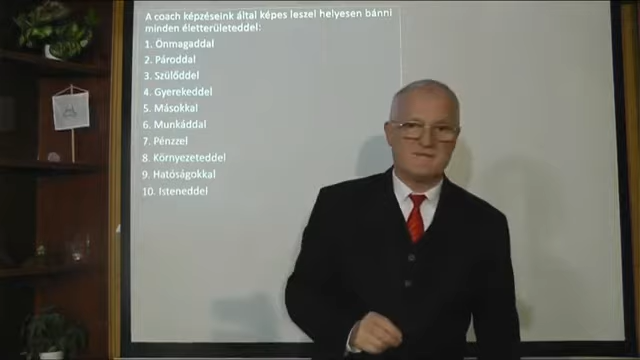 A coach képzéseink által képes leszel helyesen bánni
minden életterületeddel:
1. Önmagaddal
2. Pároddal
3. Szülőddel
4. Gyerekeddel
5. Másokkal
6. Munkáddal
7. Pénzzel
8. Környezeteddel
9. Hatóságokkal
10. Isteneddel